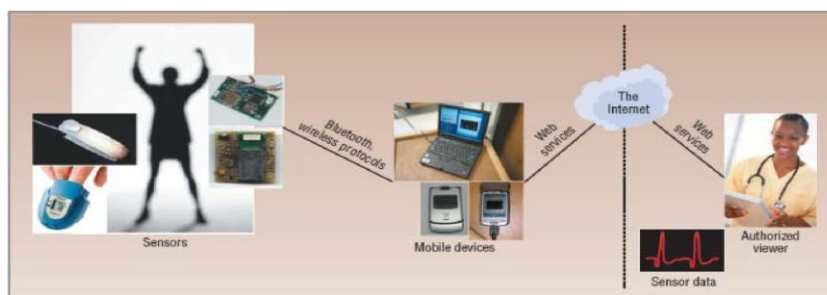 Sensors
Bluetooth,
wireless protocols
Mobile devices
Web
services
The
Internet
Web
services
Sensor data
Authorized
viewer